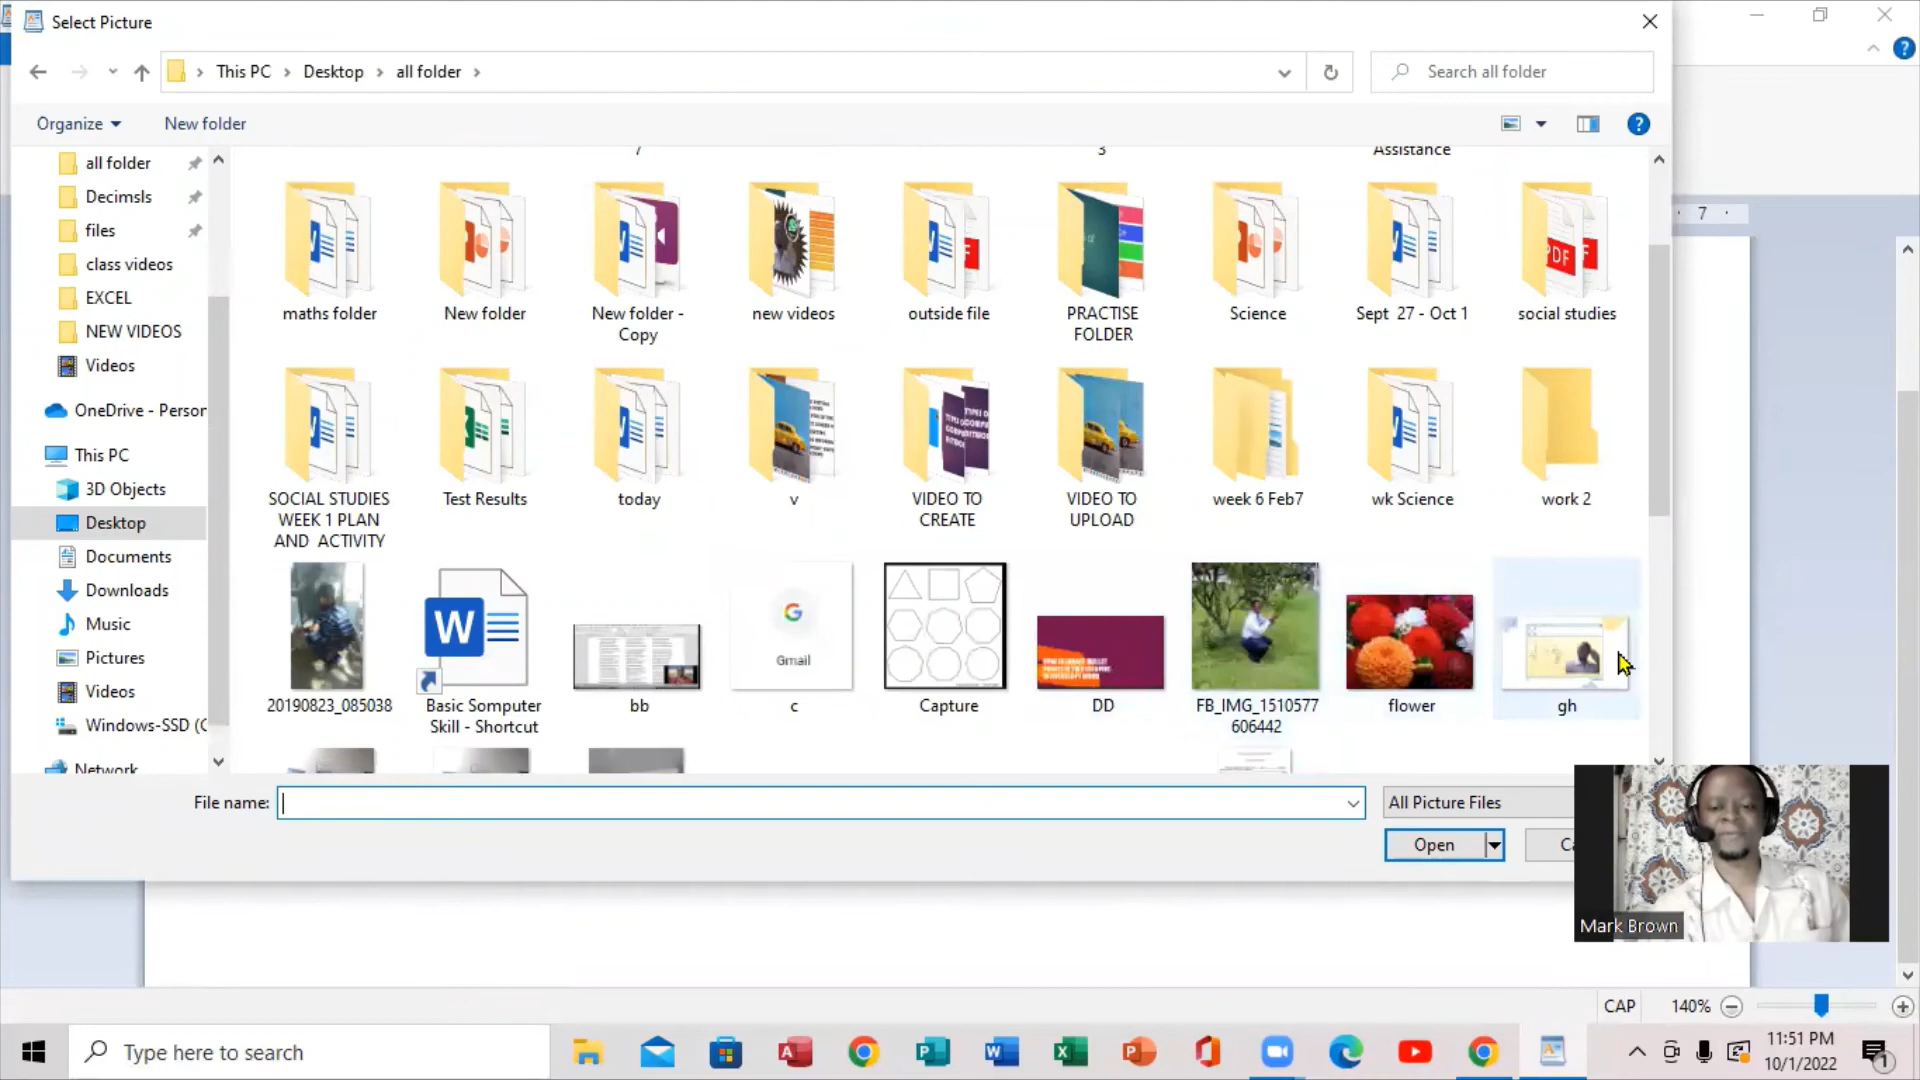 Select Picture
This PC > Desktop > all folder >
Search all folder
Organize
New folder
all folder
Decimsls
files
class videos
EXCEL
NEW VIDEOS
Videos
OneDrive - Person
This PC
3D Objects
Desktop
Documents
Downloads
Music
Pictures
Videos
Windows-SSD (C
Network
7
3
Assistance
7
maths folder
New folder
New folder - Copy
new videos
outside file
PRACTISE FOLDER
Science
Sept 27 - Oct 1
social studies
PDF
SOCIAL STUDIES WEEK 1 PLAN AND ACTIVITY
Test Results
today
v
VIDEO TO CREATE
VIDEO TO UPLOAD
week 6 Feb7
wk Science
work 2
Gmail
20190823_085038
Basic Somputer Skill - Shortcut
bb
c
Capture
DD
FB_IMG_1510577606442
flower
gh
File name:
All Picture Files
Open
Ca
Mark Brown
CAP
140%
Type here to search
11:51 PM
10/1/2022
1